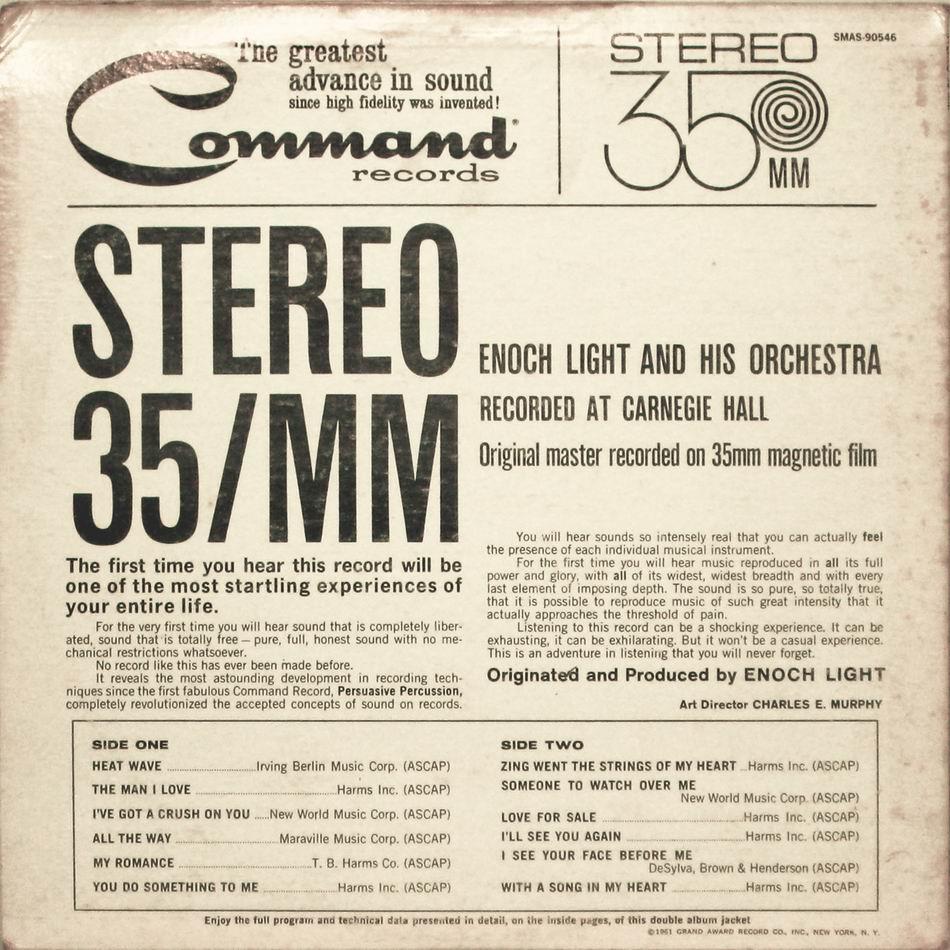 The greatest
advance in sound
since high fidelity was invented!
Command®
records
STEREO
35
MM
SMAS-90546
STEREO
35/MM
ENOCH LIGHT AND HIS ORCHESTRA
RECORDED AT CARNEGIE HALL
Original master recorded on 35mm magnetic film
The first time you hear this record will be
one of the most startling experiences of
your entire life.
For the very first time you will hear sound that is completely liber-
ated, sound that is totally free — pure, full, honest sound with no me-
chanical restrictions whatsoever.
No record like this has ever been made before.
It reveals the most astounding development in recording tech-
niques since the first fabulous Command Record, Persuasive Percussion,
completely revolutionized the accepted concepts of sound on records.
You will hear sounds so intensely real that you can actually feel
the presence of each individual musical instrument.
For the first time you will hear music reproduced in all its full
power and glory, with all of its widest, widest breadth and with every
last element of imposing depth. The sound is so pure, so totally true,
that it is possible to reproduce music of such great intensity that it
actually approaches the threshold of pain.
Listening to this record can be a shocking experience. It can be
exhausting, it can be exhilarating. But it won't be a casual experience.
This is an adventure in listening that you will never forget.
Originated and Produced by ENOCH LIGHT
Art Director CHARLES E. MURPHY
SIDE ONE
HEAT WAVE ..... Irving Berlin Music Corp. (ASCAP)
THE MAN I LOVE ..... Harms Inc. (ASCAP)
I'VE GOT A CRUSH ON YOU ..... New World Music Corp. (ASCAP)
ALL THE WAY ..... Maraville Music Corp. (ASCAP)
MY ROMANCE ..... T. B. Harms Co. (ASCAP)
YOU DO SOMETHING TO ME ..... Harms Inc. (ASCAP)
SIDE TWO
ZING WENT THE STRINGS OF MY HEART ... Harms Inc. (ASCAP)
SOMEONE TO WATCH OVER ME
New World Music Corp. (ASCAP)
LOVE FOR SALE ..... Harms Inc. (ASCAP)
I'LL SEE YOU AGAIN ..... Harms Inc. (ASCAP)
I SEE YOUR FACE BEFORE ME
DeSylva, Brown & Henderson (ASCAP)
WITH A SONG IN MY HEART ..... Harms Inc. (ASCAP)
Enjoy the full program and technical data presented in detail, on the inside pages, of this double album jacket
©1961 GRAND AWARD RECORD CO., INC., NEW YORK, N. Y.